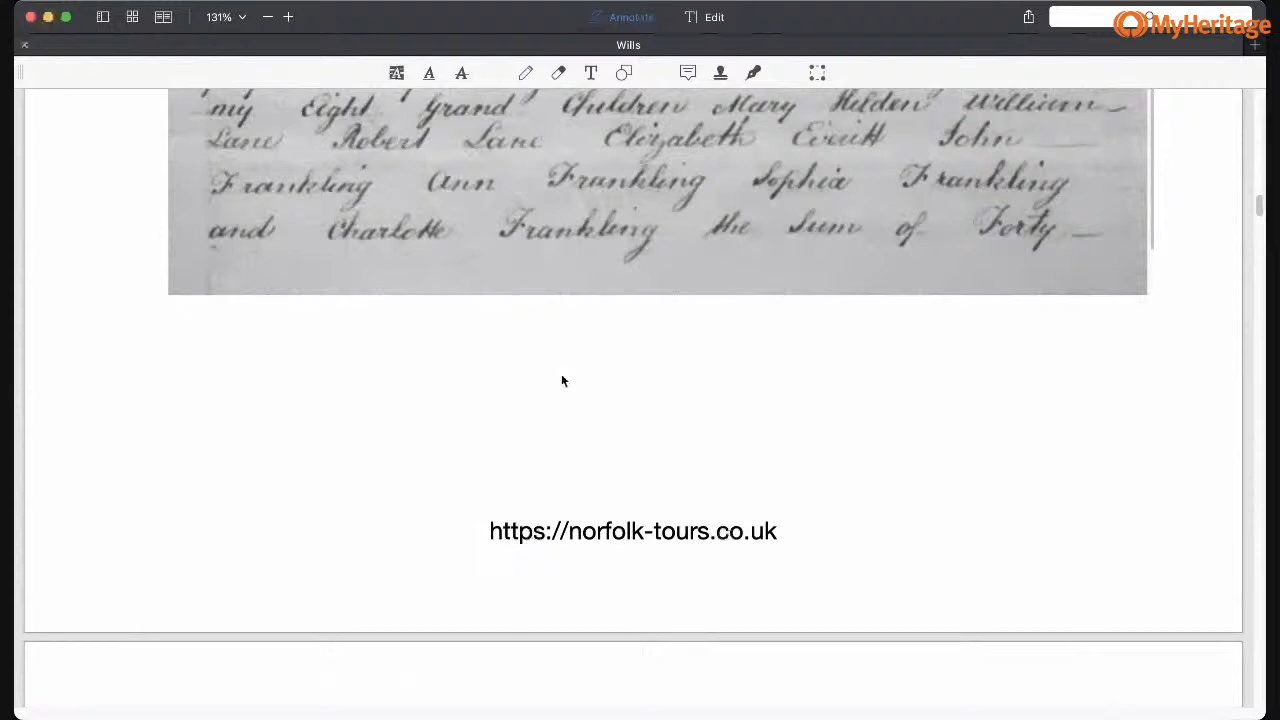 131%
Annotate
Edit
MyHeritage
Wills
my Eight Grand Children Mary Hilden William
Lane Robert Lane Elizabeth Everitt John
Frankling Ann Frankling Sophia Frankling
and Charlotte Frankling the Sum of Forty
https://norfolk-tours.co.uk